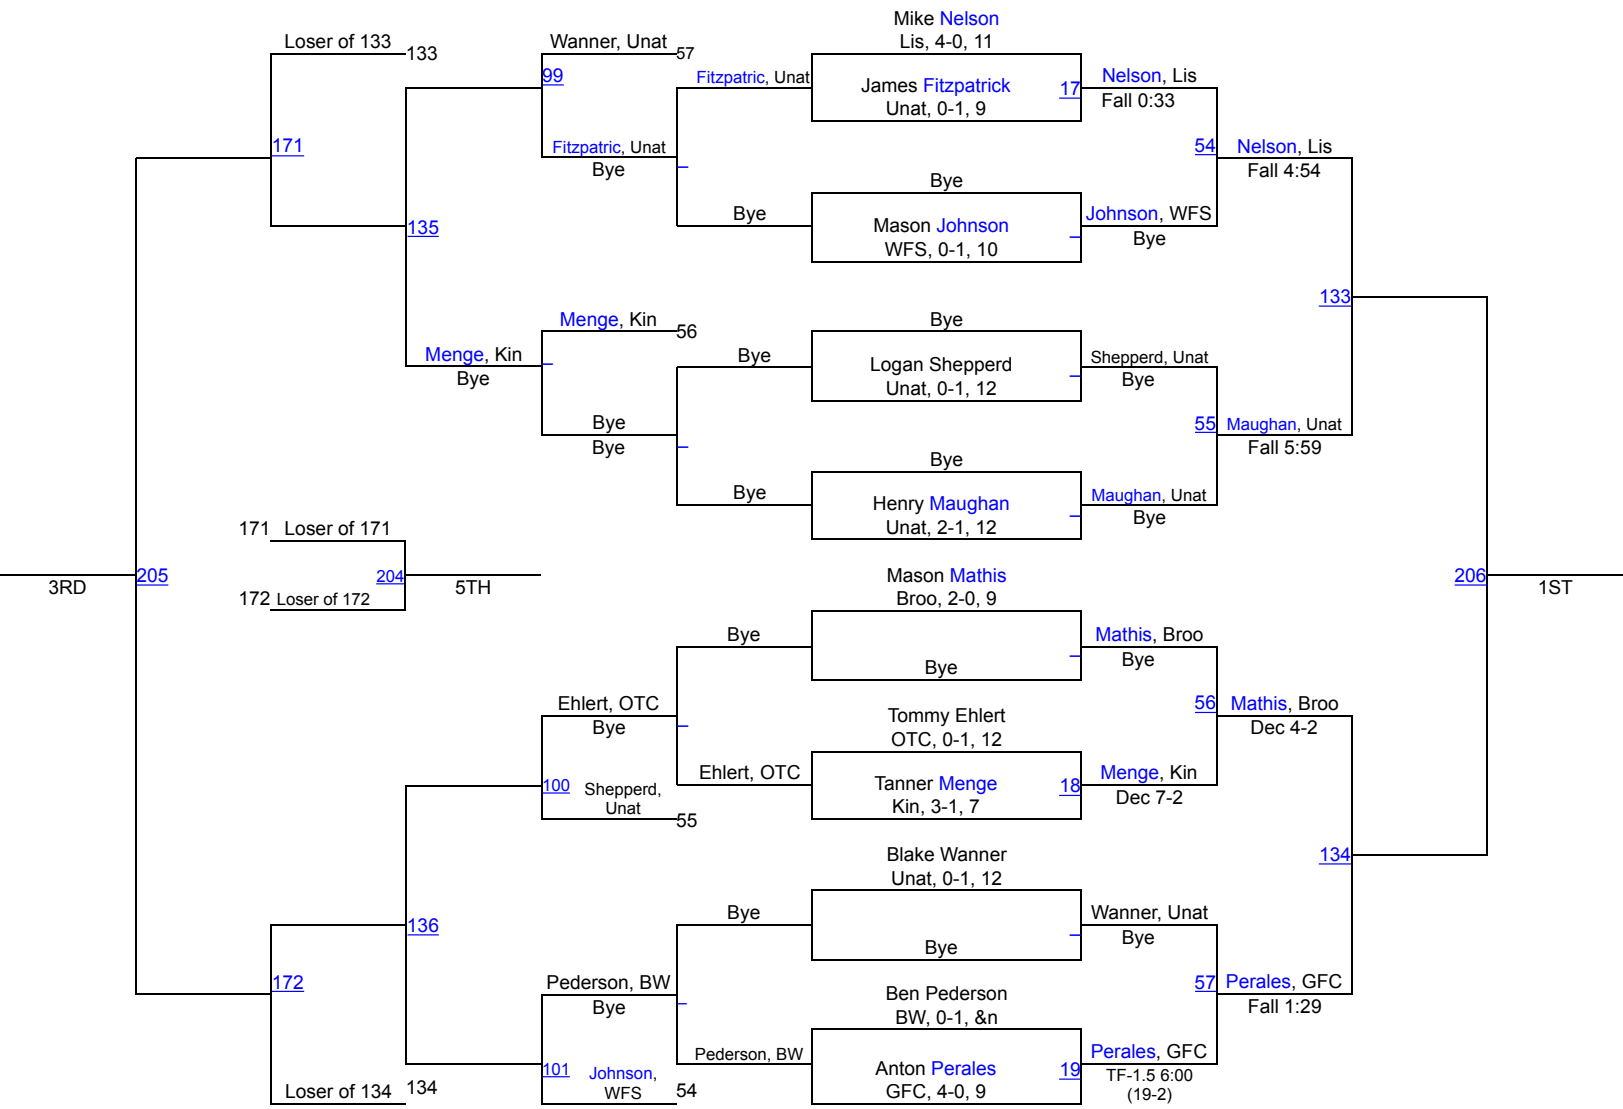 Mike Nelson
Lis, 4-0, 11
Loser of 133
133
Wanner, Unat
57
99
Fitzpatric, Unat
James Fitzpatrick
Unat, 0-1, 9
17
Nelson, Lis
Fall 0:33
171
Fitzpatric, Unat
Bye
54
Nelson, Lis
Fall 4:54
Bye
135
Bye
Mason Johnson
WFS, 0-1, 10
Johnson, WFS
Bye
133
Menge, Kin
56
Bye
Menge, Kin
Bye
Bye
Logan Shepperd
Unat, 0-1, 12
Shepperd, Unat
Bye
Bye
Bye
55
Maughan, Unat
Fall 5:59
Bye
Bye
Henry Maughan
Unat, 2-1, 12
Maughan, Unat
Bye
171
Loser of 171
205
3RD
204
5TH
172
Loser of 172
Mason Mathis
Broo, 2-0, 9
206
1ST
Bye
Bye
Mathis, Broo
Bye
Ehlert, OTC
Bye
56
Mathis, Broo
Dec 4-2
Tommy Ehlert
OTC, 0-1, 12
100
Shepperd,
Unat
55
Ehlert, OTC
Tanner Menge
Kin, 3-1, 7
18
Menge, Kin
Dec 7-2
Blake Wanner
Unat, 0-1, 12
134
136
Bye
Bye
Wanner, Unat
Bye
172
Pederson, BW
Bye
57
Perales, GFC
Fall 1:29
Ben Pederson
BW, 0-1, &n
Loser of 134
134
101
Johnson,
WFS
54
Pederson, BW
Anton Perales
GFC, 4-0, 9
19
Perales, GFC
TF-1.5 6:00
(19-2)